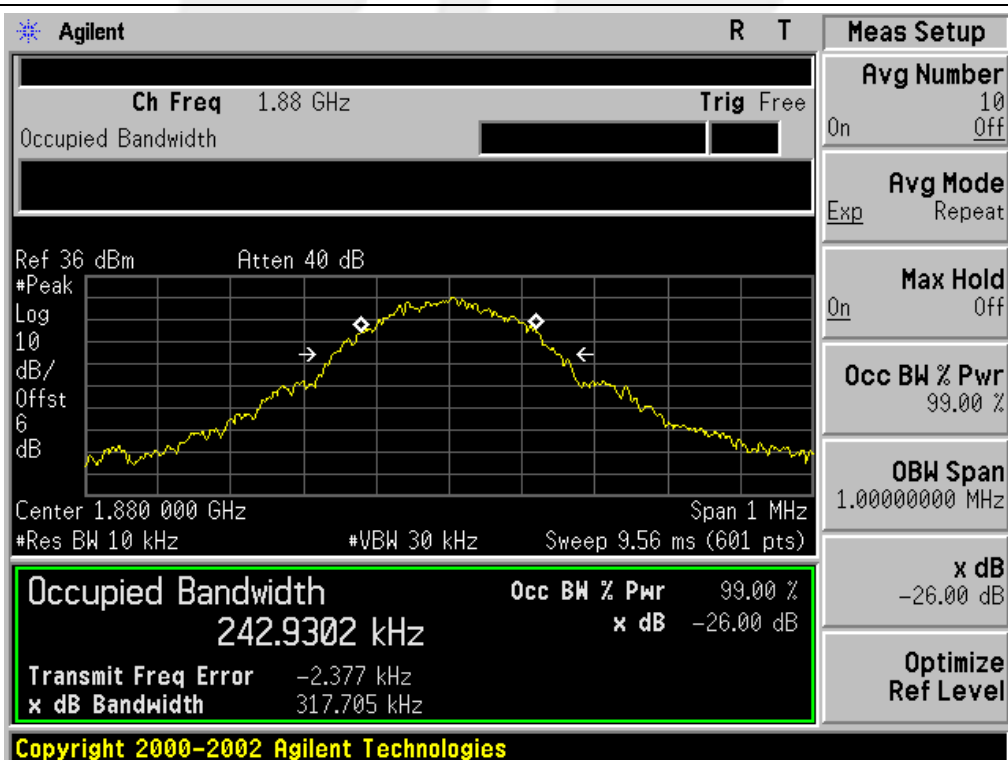 Agilent R T
Ch Freq 1.88 GHz Trig Free
Occupied Bandwidth
Ref 36 dBm Atten 40 dB
#Peak
Log
10
dB/
Offst
6
dB
Center 1.880 000 GHz Span 1 MHz
#Res BW 10 kHz #VBW 30 kHz Sweep 9.56 ms (601 pts)
Occupied Bandwidth Occ BW % Pwr 99.00 %
242.9302 kHz x dB -26.00 dB
Transmit Freq Error -2.377 kHz
x dB Bandwidth 317.705 kHz
Copyright 2000-2002 Agilent Technologies
Meas Setup
Avg Number
10
On Off
Avg Mode
Exp Repeat
Max Hold
On Off
Occ BW % Pwr
99.00 %
OBW Span
1.00000000 MHz
x dB
-26.00 dB
Optimize
Ref Level